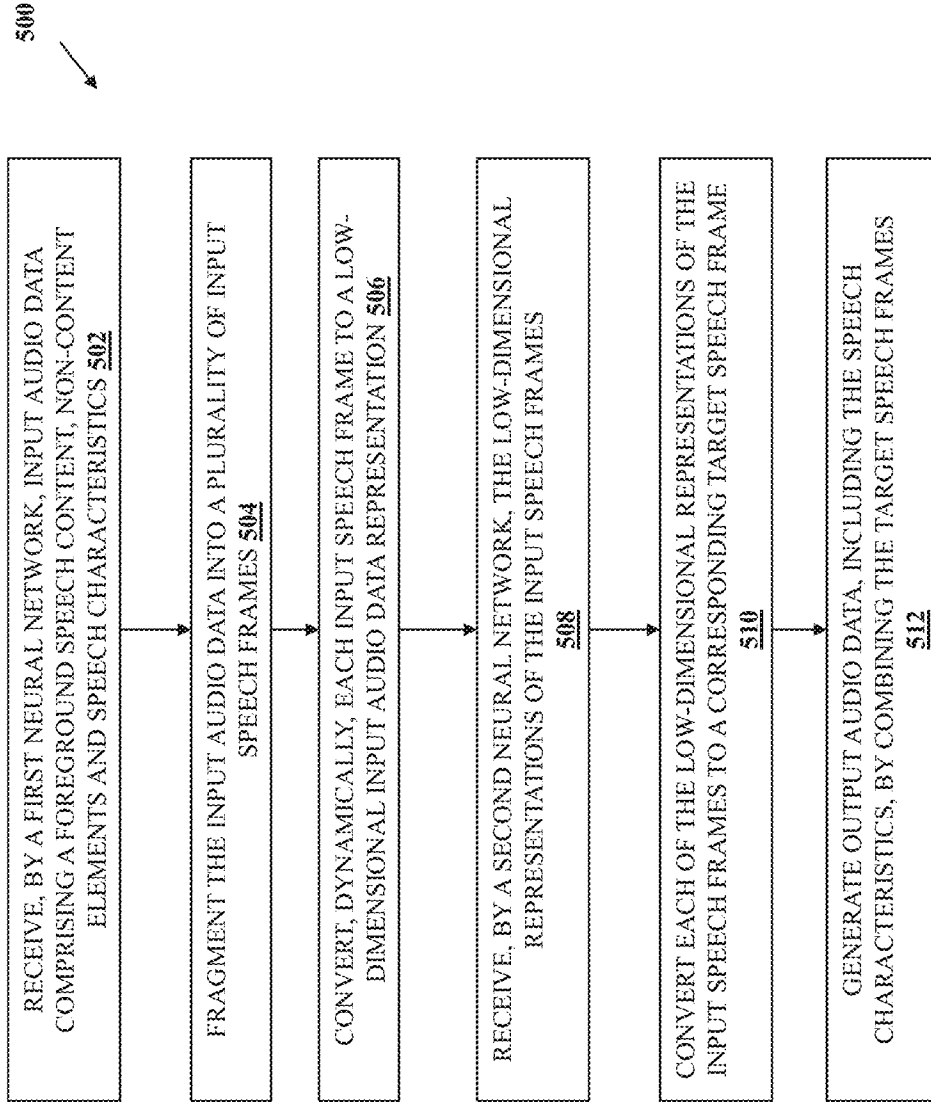 500
RECEIVE, BY A FIRST NEURAL NETWORK, INPUT AUDIO DATA
COMPRISING A FOREGROUND SPEECH CONTENT, NON-CONTENT
ELEMENTS AND SPEECH CHARACTERISTICS 502
FRAGMENT THE INPUT AUDIO DATA INTO A PLURALITY OF INPUT
SPEECH FRAMES 504
CONVERT, DYNAMICALLY, EACH INPUT SPEECH FRAME TO A LOW-
DIMENSIONAL INPUT AUDIO DATA REPRESENTATION 506
RECEIVE, BY A SECOND NEURAL NETWORK, THE LOW-DIMENSIONAL
REPRESENTATIONS OF THE INPUT SPEECH FRAMES
508
CONVERT EACH OF THE LOW-DIMENSIONAL REPRESENTATIONS OF THE
INPUT SPEECH FRAMES TO A CORRESPONDING TARGET SPEECH FRAME
510
GENERATE OUTPUT AUDIO DATA, INCLUDING THE SPEECH
CHARACTERISTICS, BY COMBINING THE TARGET SPEECH FRAMES
512